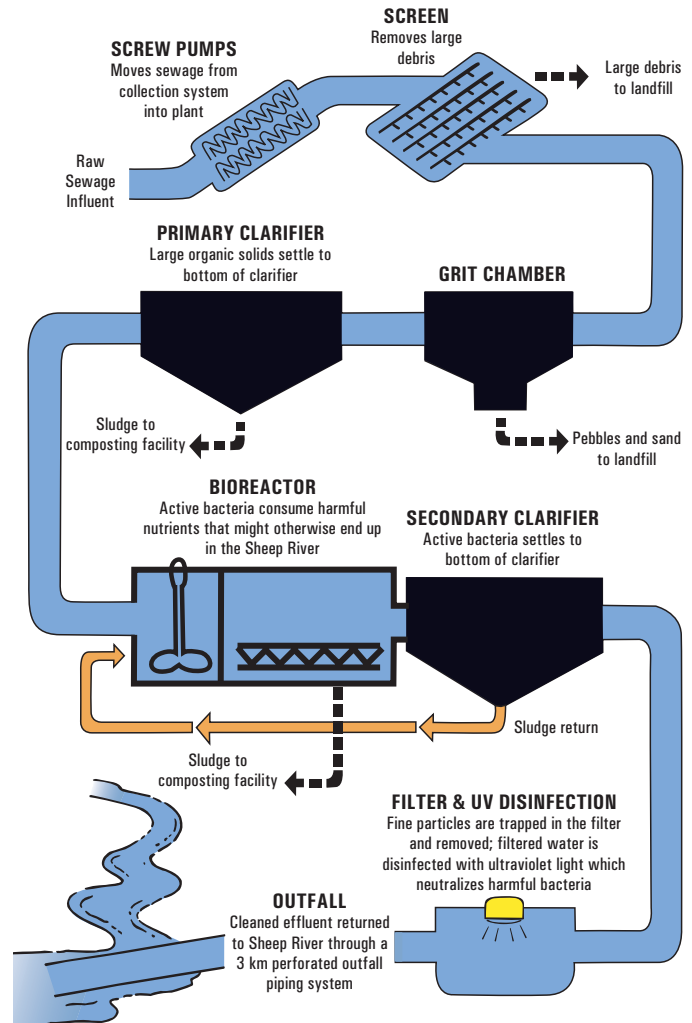 SCREW PUMPS
Moves sewage from
collection system
into plant
SCREEN
Removes large
debris
Large debris
to landfill
Raw
Sewage
Influent
PRIMARY CLARIFIER
Large organic solids settle to
bottom of clarifier
GRIT CHAMBER
Sludge to
composting facility
Pebbles and sand
to landfill
BIOREACTOR
Active bacteria consume harmful
nutrients that might otherwise end up
in the Sheep River
SECONDARY CLARIFIER
Active bacteria settles to
bottom of clarifier
Sludge return
Sludge to
composting facility
FILTER & UV DISINFECTION
Fine particles are trapped in the filter
and removed; filtered water is
disinfected with ultraviolet light which
neutralizes harmful bacteria
OUTFALL
Cleaned effluent returned
to Sheep River through a
3 km perforated outfall
piping system